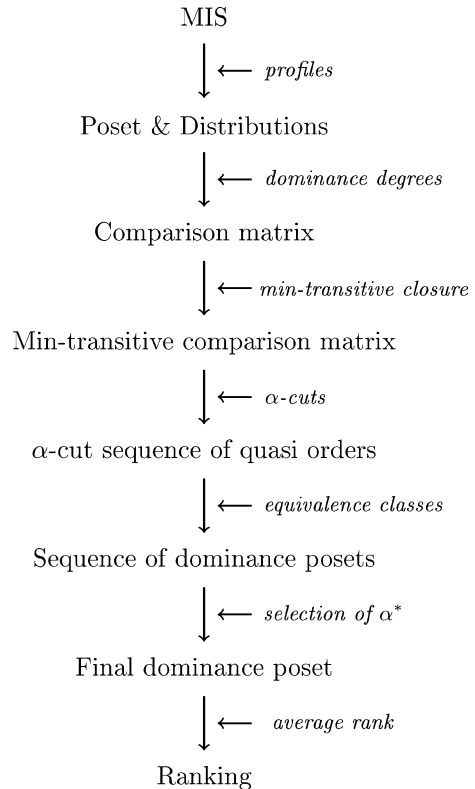 MIS
profiles
Poset & Distributions
dominance degrees
Comparison matrix
min-transitive closure
Min-transitive comparison matrix
α-cuts
α-cut sequence of quasi orders
equivalence classes
Sequence of dominance posets
selection of α*
Final dominance poset
average rank
Ranking